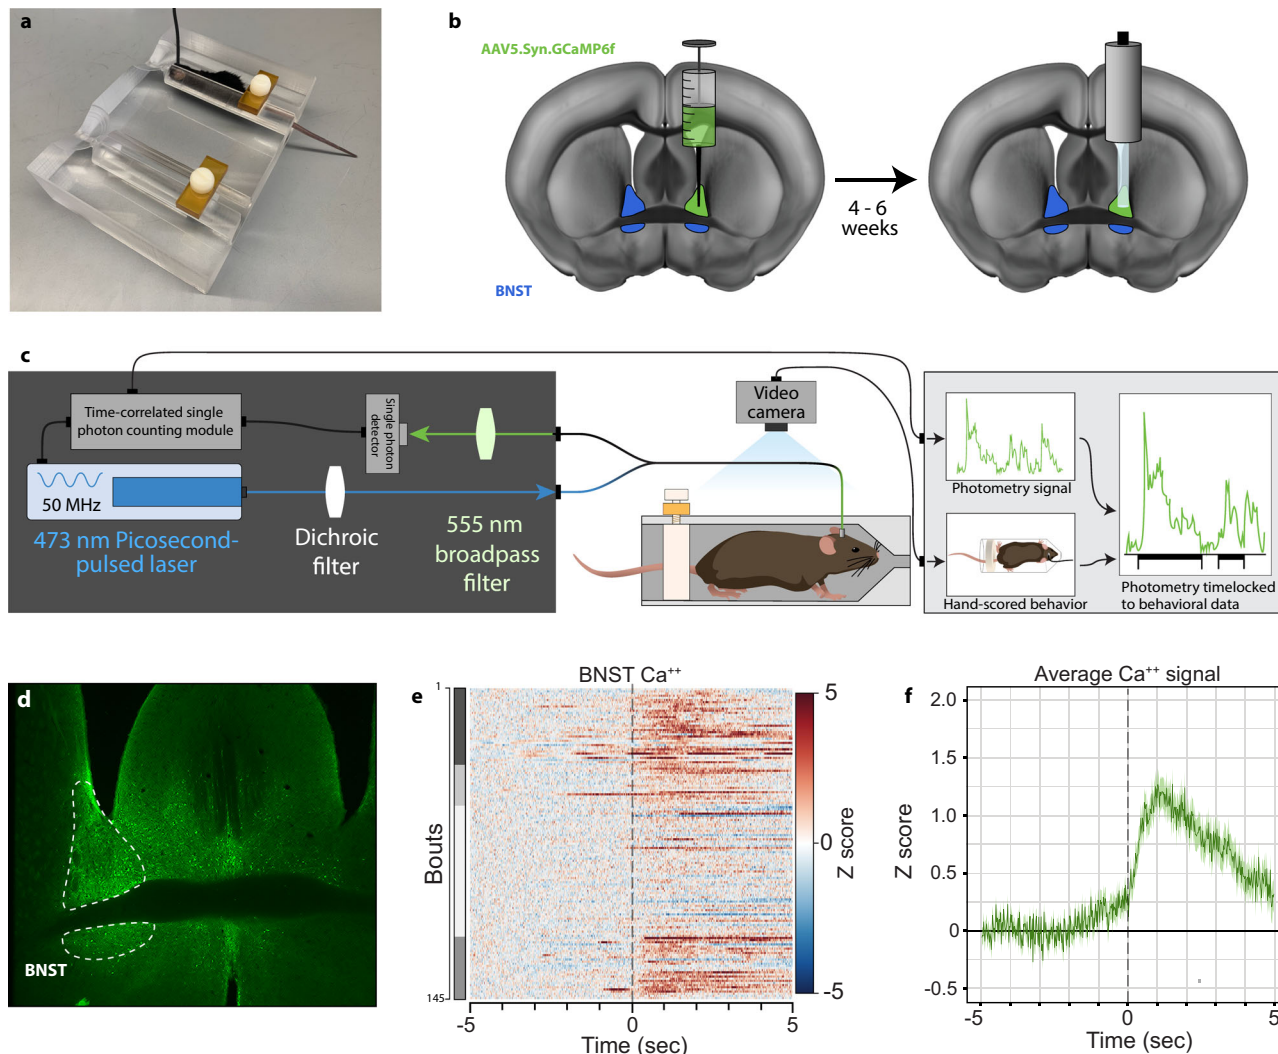 a
b
AAV5.Syn.GCaMP6f
4 - 6
weeks
BNST
c
Time-correlated single
photon counting module
Single photon
detector
50 MHz
473 nm Picosecond-
pulsed laser
Dichroic
filter
555 nm
broadpass
filter
Video
camera
Photometry signal
Hand-scored behavior
Photometry timelocked
to behavioral data
d
BNST
e
BNST Ca++
Bouts
1
145
-5
0
5
Time (sec)
5
0
-5
Z score
f
Average Ca++ signal
Z score
2.0
1.5
1.0
0.5
0
-0.5
-5
0
5
Time (sec)